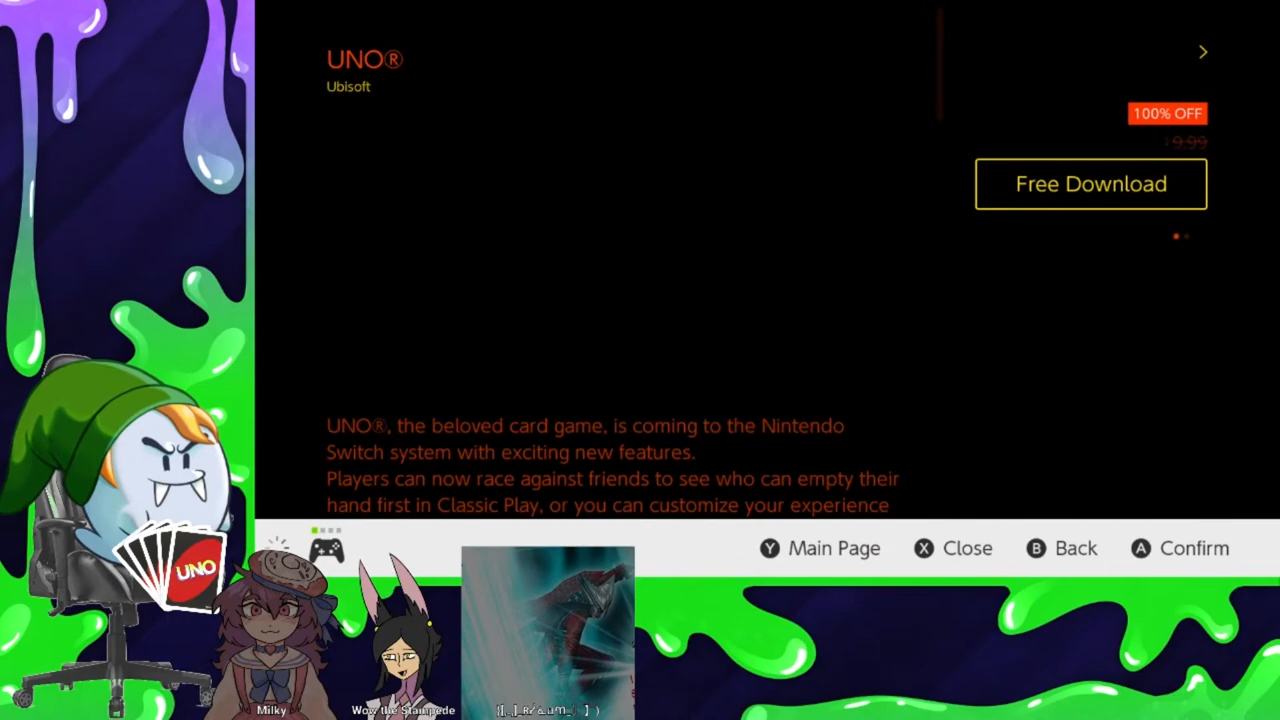 UNO®
Ubisoft
100% OFF
9.99
Free Download
UNO®, the beloved card game, is coming to the Nintendo
Switch system with exciting new features.
Players can now race against friends to see who can empty their
hand first in Classic Play, or you can customize your experience
Y Main Page X Close B Back A Confirm
UNO
Milky
Wow the Stampede